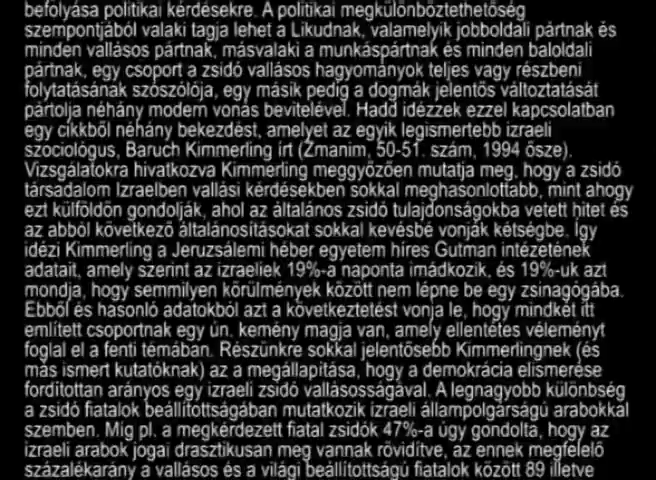 befolyása politikai kérdésekre. A politikai megkülönböztethetőség
szempontjából valaki tagja lehet a Likudnak, valamelyik jobboldali pártnak és
minden vallásos pártnak, másvalaki a munkáspártnak és minden baloldali
pártnak, egy csoport a zsidó vallásos hagyományok teljes vagy részbeni
folytatásának szószólója, egy másik pedig a dogmák jelentős változtatását
pártolja néhány modern vonás bevitelével. Hadd idézzek ezzel kapcsolatban
egy cikkből néhány bekezdést, amelyet az egyik legismertebb izraeli
szociológus, Baruch Kimmerling írt (Zmanim, 50-51. szám, 1994 ősze).
Vizsgálatokra hivatkozva Kimmerling meggyőzően mutatja meg, hogy a zsidó
társadalom Izraelben vallási kérdésekben sokkal meghasonlottabb, mint ahogy
ezt külföldön gondolják, ahol az általános zsidó tulajdonságokba vetett hitet és
az abból következő általánosításokat sokkal kevésbé vonják kétségbe. Így
idézi Kimmerling a Jeruzsálemi héber egyetem híres Gutman intézetének
adatait, amely szerint az izraeliek 19%-a naponta imádkozik, és 19%-uk azt
mondja, hogy semmilyen körülmények között nem lépne be egy zsinagógába.
Ebből és hasonló adatokból azt a következtetést vonja le, hogy mindkét itt
említett csoportnak egy ún. kemény magja van, amely ellentétes véleményt
foglal el a fenti témában. Részünkre sokkal jelentősebb Kimmerlingnek (és
más ismert kutatóknak) az a megállapítása, hogy a demokrácia elismerése
fordítottan arányos egy izraeli zsidó vallásosságával. A legnagyobb különbség
a zsidó fiatalok beállítottságában mutatkozik izraeli állampolgárságú arabokkal
szemben. Míg pl. a megkérdezett fiatal zsidók 47%-a úgy gondolta, hogy az
izraeli arabok jogai drasztikusan meg vannak rövidítve, az ennek megfelelő
százalékarány a vallásos és a világi beállítottságú fiatalok között 89 illetve